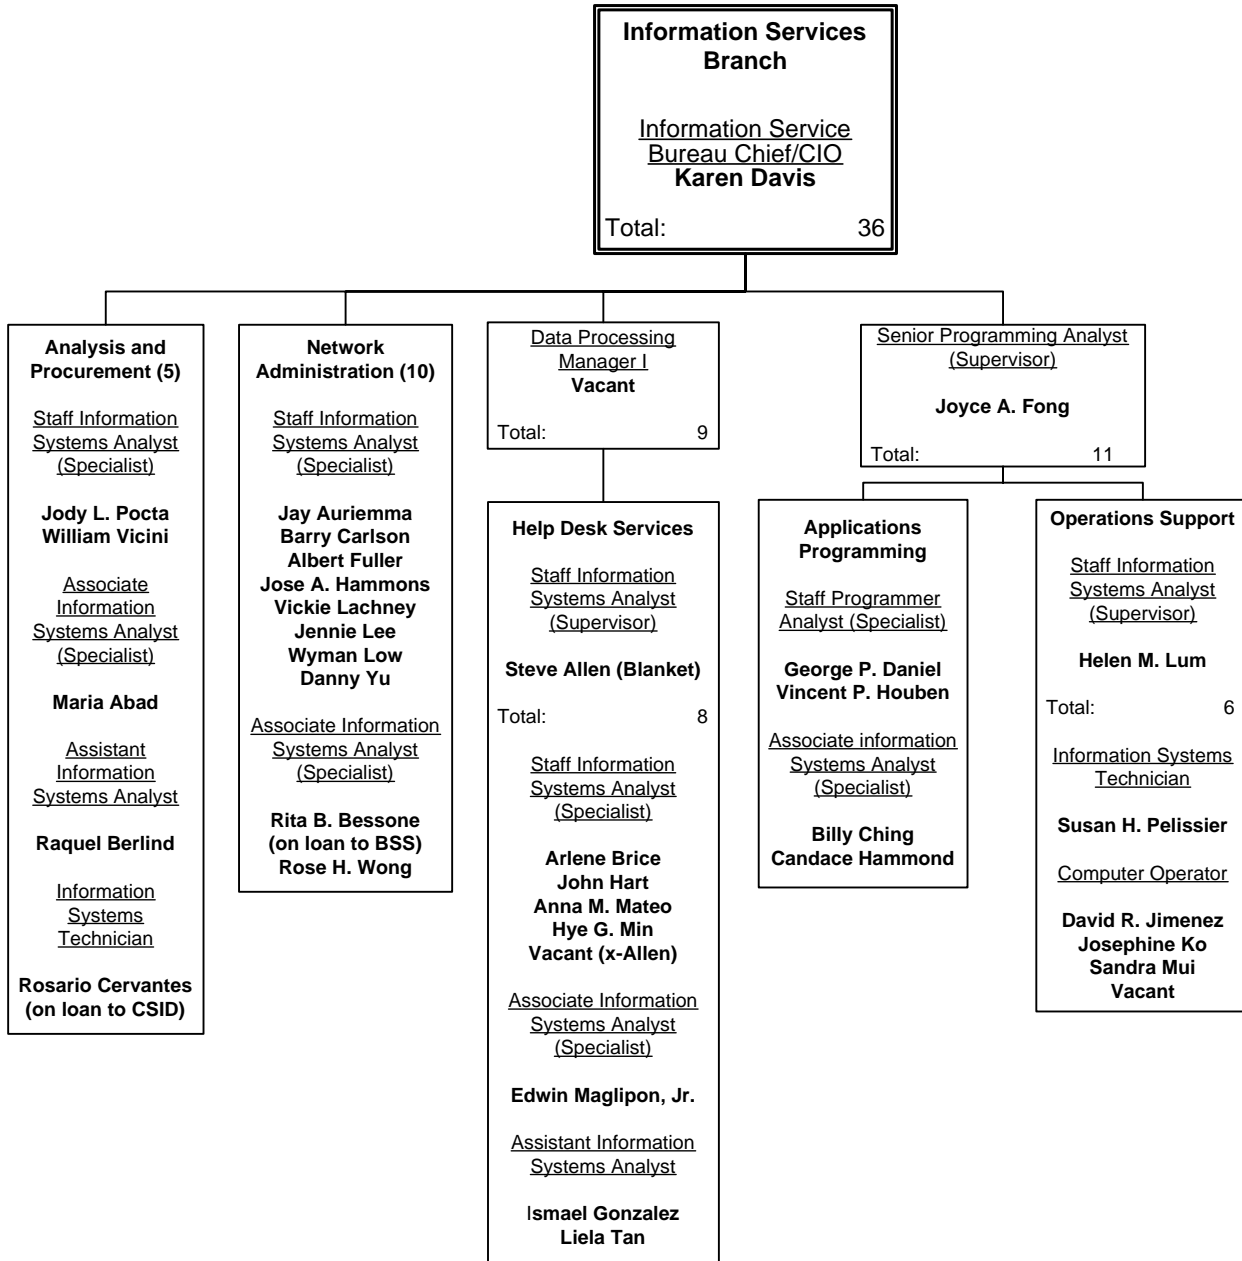 Information Services
Branch
Information Service
Bureau Chief/CIO
Karen Davis
Total: 36
Analysis and
Procurement (5)
Staff Information
Systems Analyst
(Specialist)
Jody L. Pocta
William Vicini
Associate
Information
Systems Analyst
(Specialist)
Maria Abad
Assistant
Information
Systems Analyst
Raquel Berlind
Information
Systems
Technician
Rosario Cervantes
(on loan to CSID)
Network
Administration (10)
Staff Information
Systems Analyst
(Specialist)
Jay Auriemma
Barry Carlson
Albert Fuller
Jose A. Hammons
Vickie Lachney
Jennie Lee
Wyman Low
Danny Yu
Associate Information
Systems Analyst
(Specialist)
Rita B. Bessone
(on loan to BSS)
Rose H. Wong
Data Processing
Manager I
Vacant
Total: 9
Help Desk Services
Staff Information
Systems Analyst
(Supervisor)
Steve Allen (Blanket)
Total: 8
Staff Information
Systems Analyst
(Specialist)
Arlene Brice
John Hart
Anna M. Mateo
Hye G. Min
Vacant (x-Allen)
Associate Information
Systems Analyst
(Specialist)
Edwin Maglipon, Jr.
Assistant Information
Systems Analyst
Ismael Gonzalez
Liela Tan
Senior Programming Analyst
(Supervisor)
Joyce A. Fong
Total: 11
Applications
Programming
Staff Programmer
Analyst (Specialist)
George P. Daniel
Vincent P. Houben
Associate information
Systems Analyst
(Specialist)
Billy Ching
Candace Hammond
Operations Support
Staff Information
Systems Analyst
(Supervisor)
Helen M. Lum
Total: 6
Information Systems
Technician
Susan H. Pelissier
Computer Operator
David R. Jimenez
Josephine Ko
Sandra Mui
Vacant